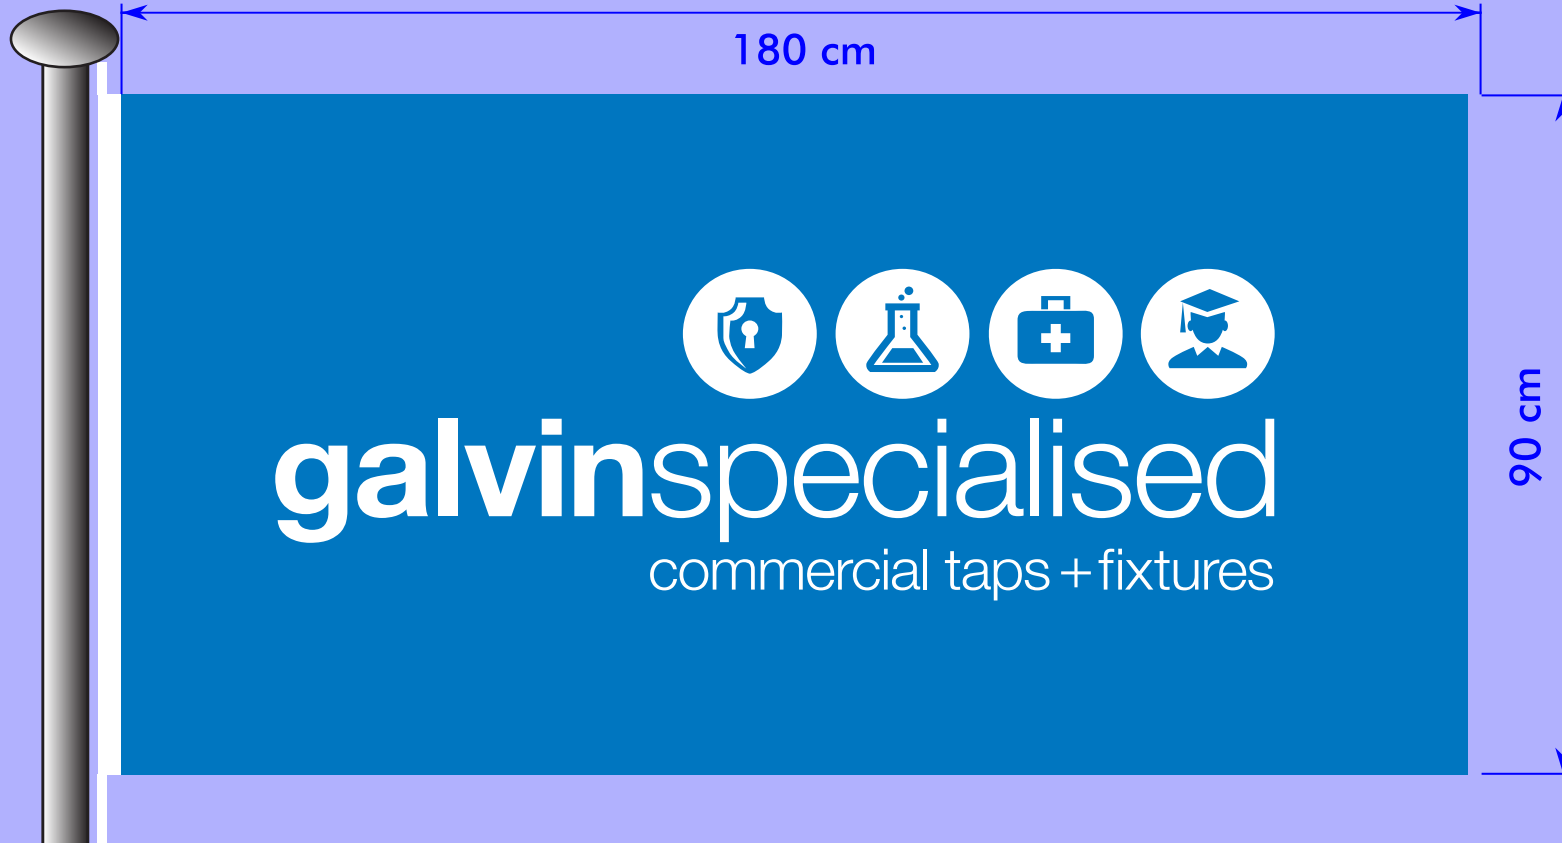 180 cm
90 cm
galvinspecialised
commercial taps + fixtures